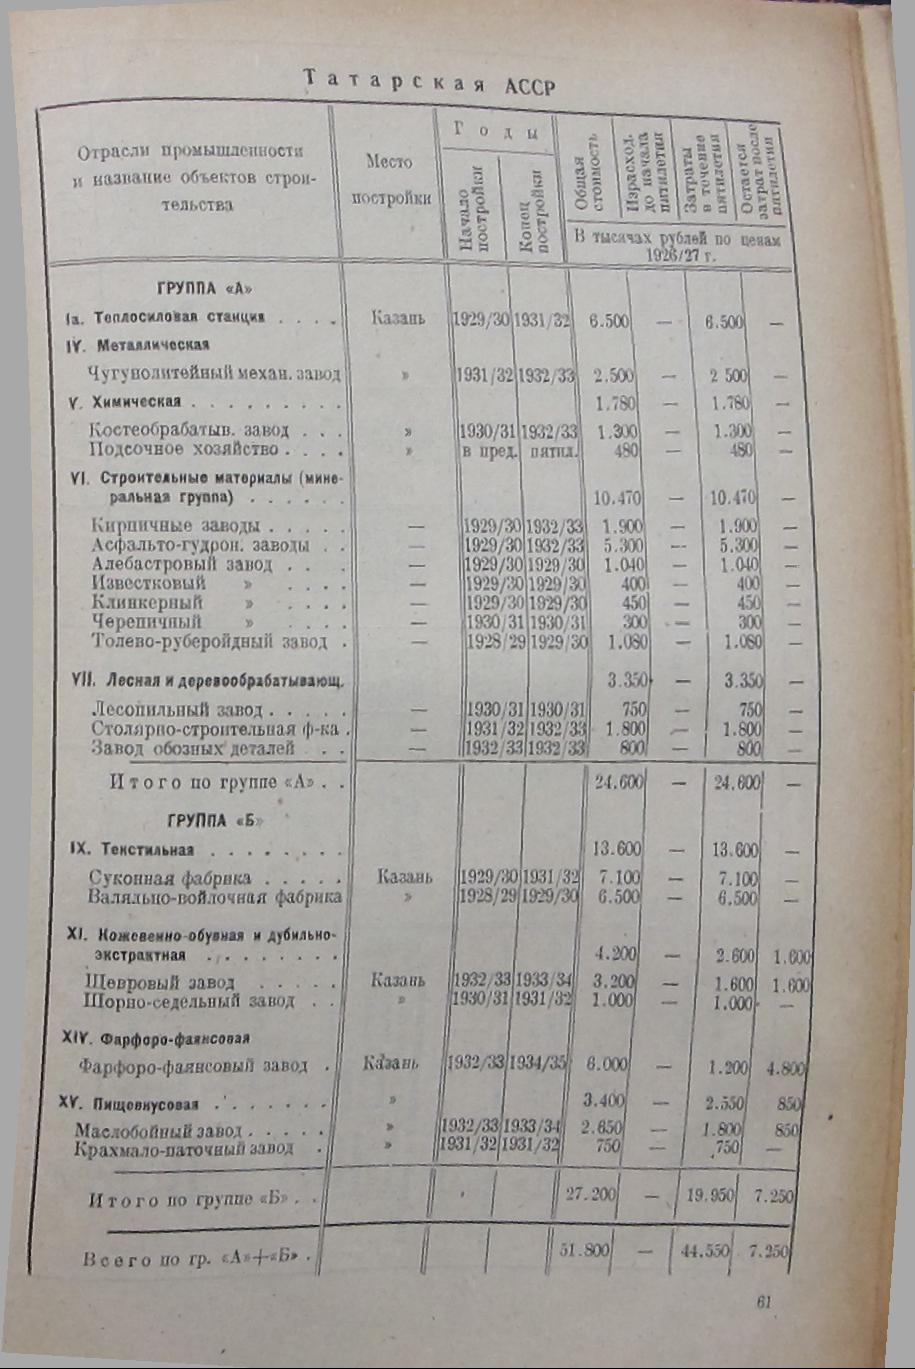 Татарская АССР
Отрасли промышленности и название объектов строительства | Место постройки | Годы | Начало постройки | Конец постройки | Общая стоимость | Израсход. до начала пятилетия | Затраты в течение пятилетия | Остается затрат после пятилетия
В тысячах рублей по ценам 1926/27 г.
ГРУППА «А»
Iа. Теплосиловая станция . . . . Казань 1929/30 1931/32 6.500 — 6.500 —
IV. Металлическая
Чугунолитейный механ. завод » 1931/32 1932/33 2.500 — 2 500 —
V. Химическая . . . . . . . . . 1.780 — 1.780 —
Костеобрабатыв. завод . . . » 1930/31 1932/33 1.300 — 1.300 —
Подсочное хозяйство . . . . » в пред. пятил. 480 — 480 —
VI. Строительные материалы (мине-
ральная группа) . . . . . . 10.470 — 10.470 —
Кирпичные заводы . . . . . — 1929/30 1932/33 1.900 — 1.900 —
Асфальто-гудрон. заводы . . — 1929/30 1932/33 5.300 — 5.300 —
Алебастровый завод . . . — 1929/30 1929/30 1.040 — 1.040 —
Известковый » . . . . — 1929/30 1929/30 400 — 400 —
Клинкерный » . . . . — 1929/30 1929/30 450 — 450 —
Черепичный » . . . . — 1930/31 1930/31 300 — 300 —
Толево-руберойдный завод . — 1928/29 1929/30 1.080 — 1.080 —
VII. Лесная и деревообрабатывающ. 3.350 — 3.350 —
Лесопильный завод . . . . . — 1930/31 1930/31 750 — 750 —
Столярно-строительная ф-ка . — 1931/32 1932/33 1.800 — 1.800 —
Завод обозных деталей . . — 1932/33 1932/33 800 — 800 —
Итого по группе «А» . . 24.600 — 24.600 —
ГРУППА «Б»
IX. Текстильная . . . . . . . . 13.600 — 13.600 —
Суконная фабрика . . . . . Казань 1929/30 1931/32 7.100 — 7.100 —
Валяльно-войлочная фабрика » 1928/29 1929/30 6.500 — 6.500 —
XI. Кожевенно-обувная и дубильно-
экстрактная . . . . . . . . 4.200 — 2.600 1.600
Шевровый завод . . . . . Казань 1932/33 1933/34 3.200 — 1.600 1.600
Шорно-седельный завод . . » 1930/31 1931/32 1.000 — 1.000 —
XIV. Фарфоро-фаянсовая
Фарфоро-фаянсовый завод . Казань 1932/33 1934/35 6.000 — 1.200 4.800
XV. Пищевкусовая . . . . . . . » 3.400 — 2.550 850
Маслобойный завод . . . . . » 1932/33 1933/34 2.650 — 1.800 850
Крахмало-паточный завод . » 1931/32 1931/32 750 — 750 —
Итого по группе «Б» . . 27.200 — 19.950 7.250
Всего по гр. «А»+«Б» . 51.800 — 44.550 7.250
61